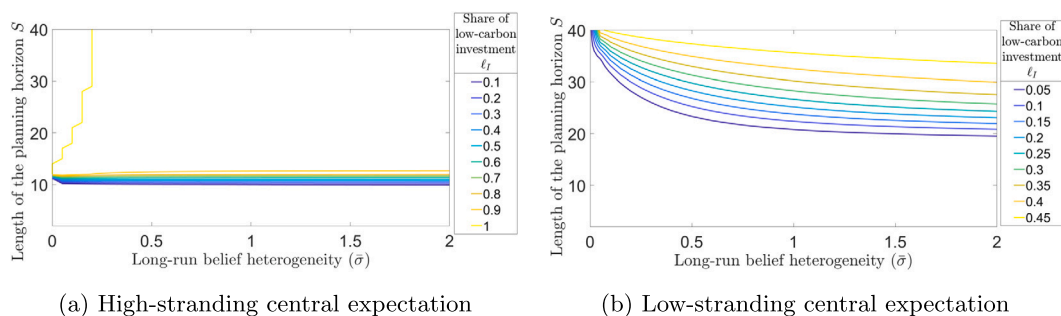 Length of the planning horizon S
40
30
20
10
0
0.5
1
1.5
2
Long-run belief heterogeneity (σ̄)
Share of
low-carbon
investment
ℓ_I
0.1
0.2
0.3
0.4
0.5
0.6
0.7
0.8
0.9
1
(a) High-stranding central expectation
Length of the planning horizon S
40
30
20
10
0
0.5
1
1.5
2
Long-run belief heterogeneity (σ̄)
Share of
low-carbon
investment
ℓ_I
0.05
0.1
0.15
0.2
0.25
0.3
0.35
0.4
0.45
(b) Low-stranding central expectation